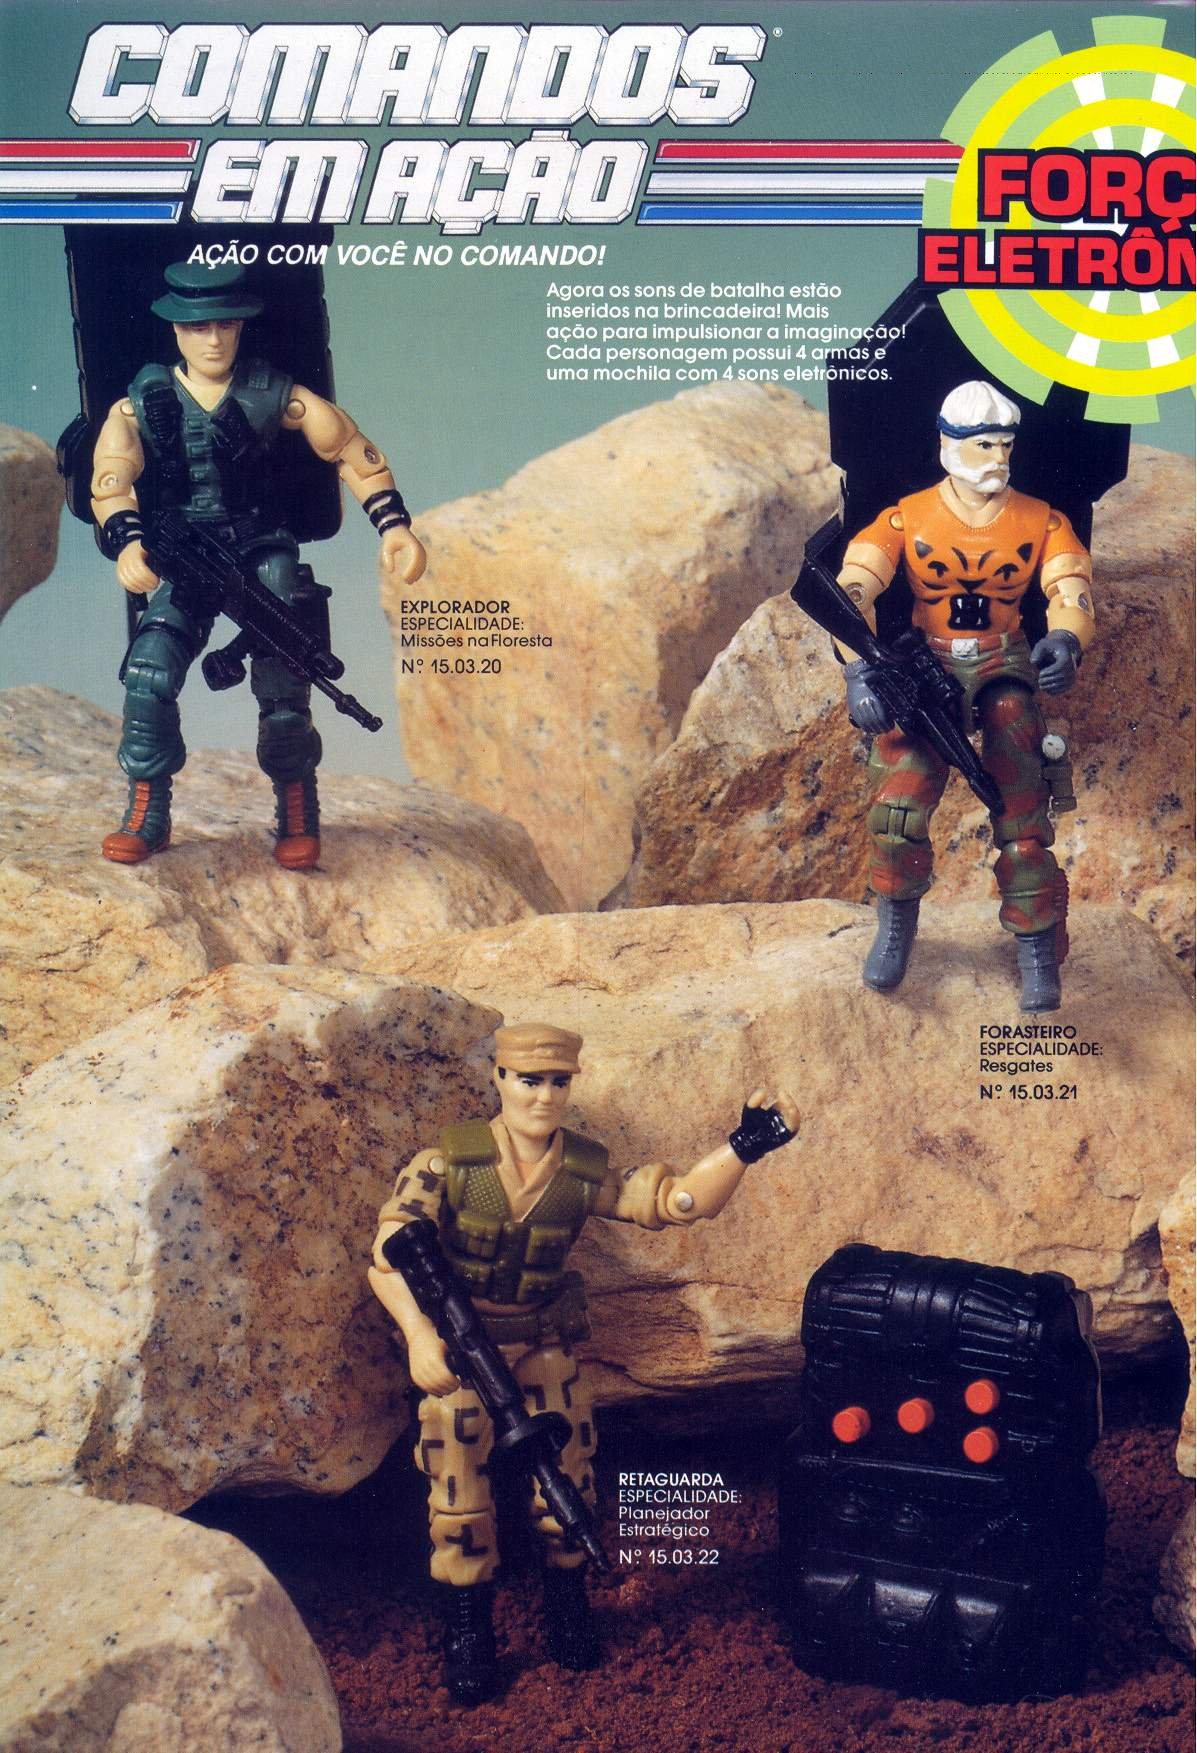 COMANDOS®
EM AÇÃO
AÇÃO COM VOCÊ NO COMANDO!
FORÇ
ELETRÔN
Agora os sons de batalha estão
inseridos na brincadeira! Mais
ação para impulsionar a imaginação!
Cada personagem possui 4 armas e
uma mochila com 4 sons eletrônicos.
EXPLORADOR
ESPECIALIDADE:
Missões na Floresta
Nº 15.03.20
FORASTEIRO
ESPECIALIDADE:
Resgates
Nº 15.03.21
RETAGUARDA
ESPECIALIDADE:
Planejador
Estratégico
Nº 15.03.22